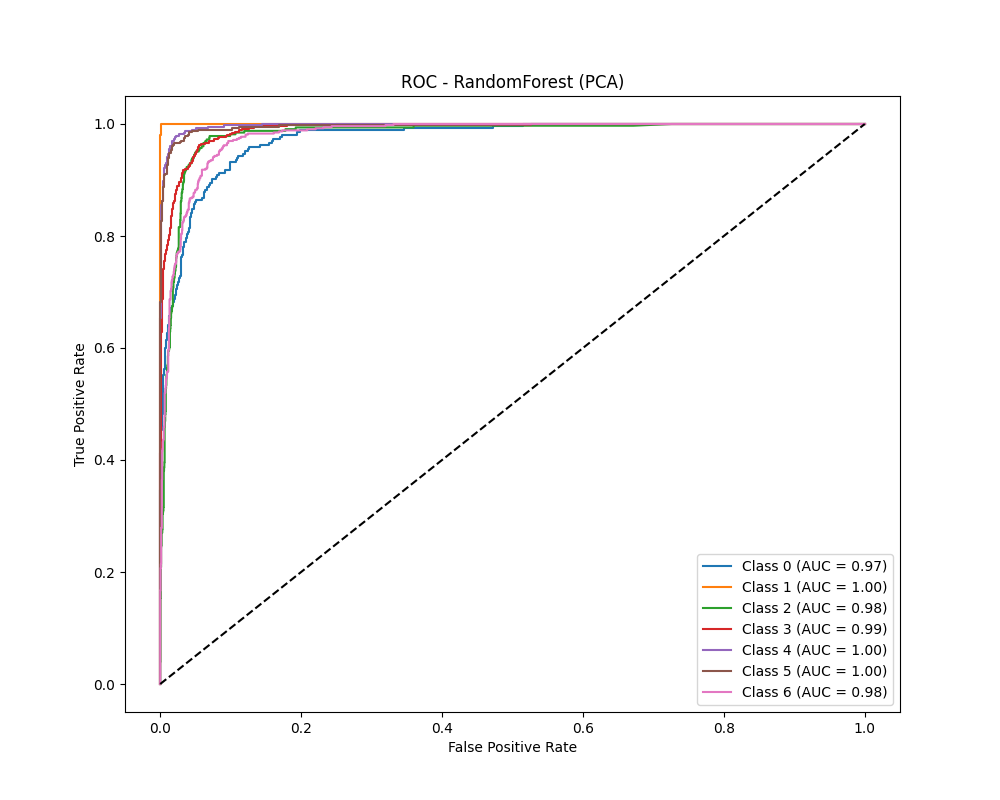 ROC - RandomForest (PCA)
True Positive Rate
1.0
0.8
0.6
0.4
0.2
0.0
Class 0 (AUC = 0.97)
Class 1 (AUC = 1.00)
Class 2 (AUC = 0.98)
Class 3 (AUC = 0.99)
Class 4 (AUC = 1.00)
Class 5 (AUC = 1.00)
Class 6 (AUC = 0.98)
0.0 0.2 0.4 0.6 0.8 1.0
False Positive Rate